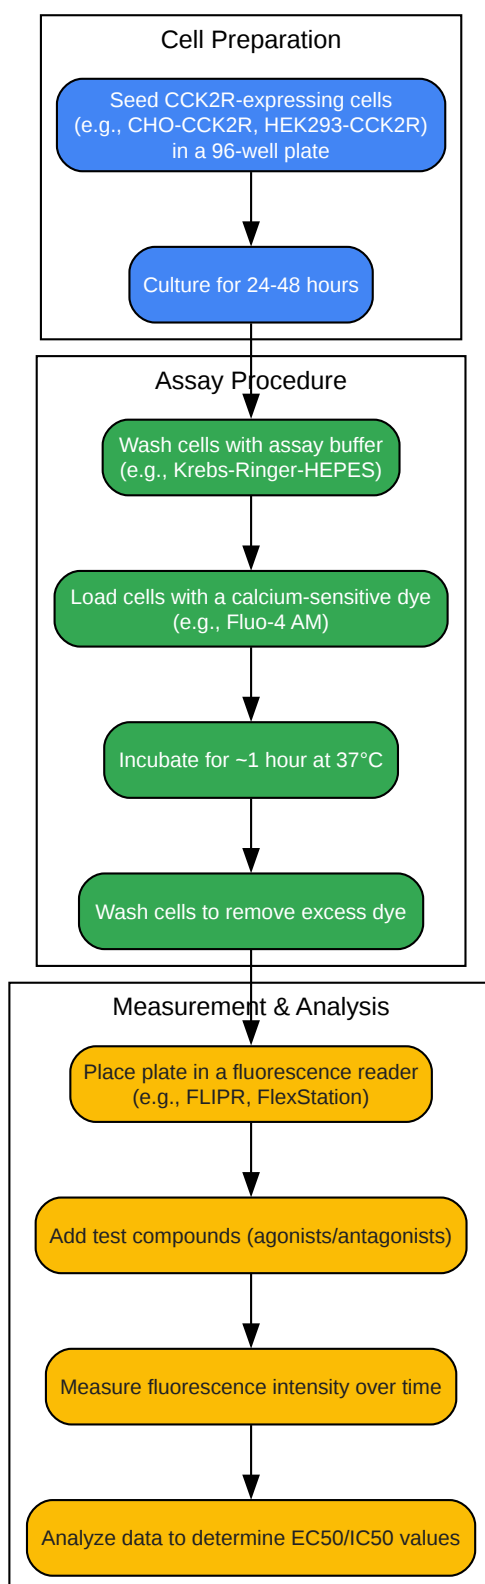 Cell Preparation
Seed CCK2R-expressing cells
(e.g., CHO-CCK2R, HEK293-CCK2R)
in a 96-well plate
Culture for 24-48 hours
Assay Procedure
Wash cells with assay buffer
(e.g., Krebs-Ringer-HEPES)
Load cells with a calcium-sensitive dye
(e.g., Fluo-4 AM)
Incubate for ~1 hour at 37°C
Wash cells to remove excess dye
Measurement & Analysis
Place plate in a fluorescence reader
(e.g., FLIPR, FlexStation)
Add test compounds (agonists/antagonists)
Measure fluorescence intensity over time
Analyze data to determine EC50/IC50 values